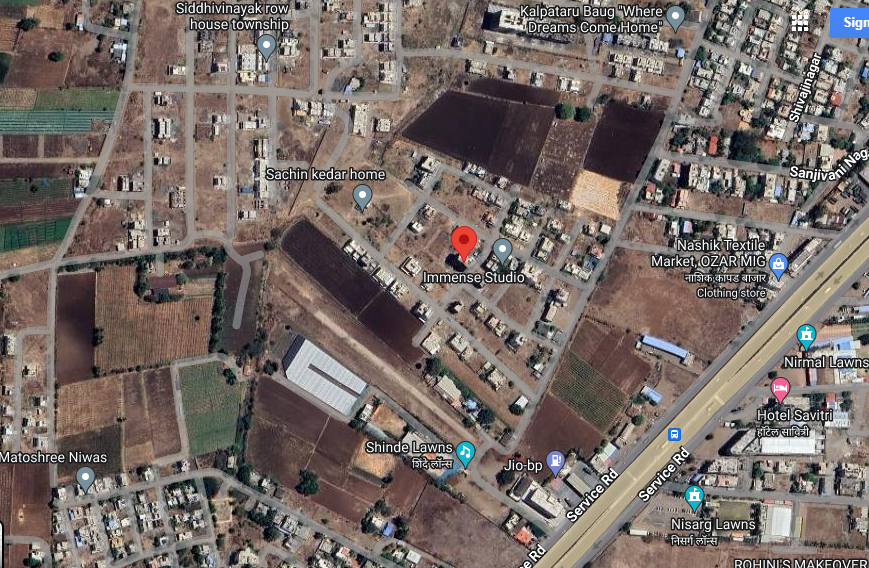 Siddhivinayak row
house township
Kalpataru Baug "Where
Dreams Come Home"
Sign
Shivajinagar
Sanjivani Nag
Sachin kedar home
Immense Studio
Nashik Textile
Market, OZAR MIG
नाशिक कापड बाजार
Clothing store
Nirmal Lawns
Hotel Savitri
हॉटेल सावित्री
Matoshree Niwas
Shinde Lawns
शिंदे लॉन्स
Jio-bp
Service Rd
Service Rd
Nisarg Lawns
निसर्ग लॉन्स
e Rd
ROHINI'S MAKEOVER